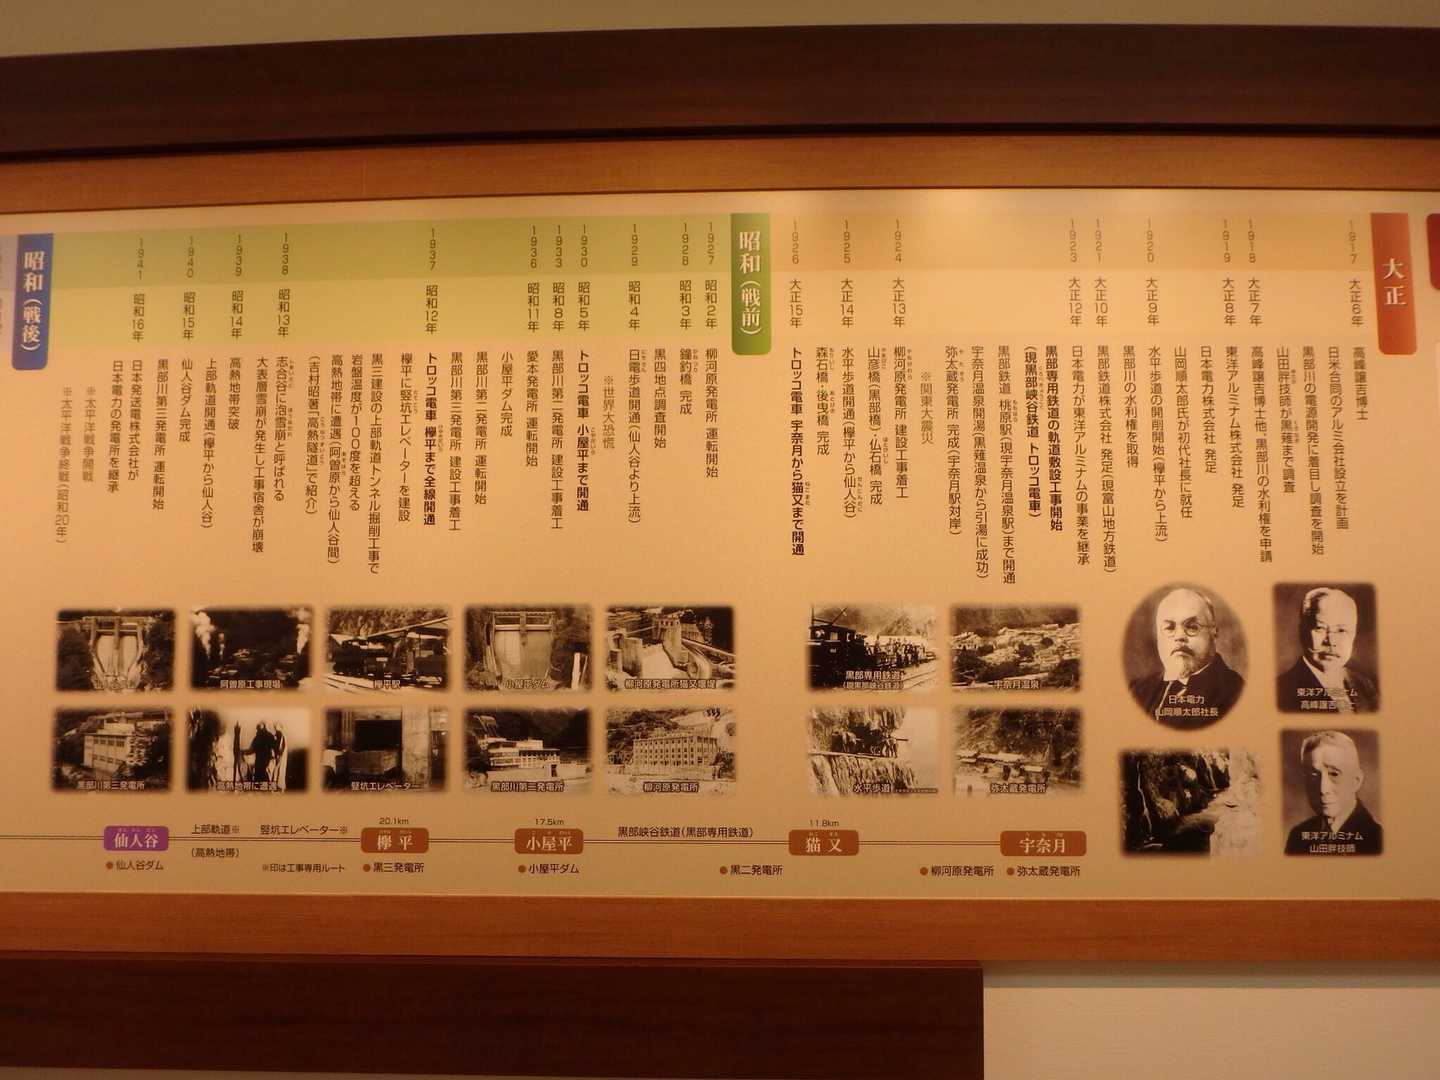 大正
1917 大正6年
高峰譲吉博士
日米合同のアルミ会社設立を計画
黒部川の電源開発に着目し調査を開始
山田胖技師が黒薙まで調査
1918 大正7年
高峰譲吉博士他、黒部川の水利権を申請
1919 大正8年
東洋アルミナム株式会社 発足
日本電力株式会社 発足
山岡順太郎氏が初代社長に就任
1920 大正9年
水平歩道の開削開始(欅平から上流)
黒部川の水利権を取得
1921 大正10年
黒部鉄道株式会社 発足(現富山地方鉄道)
日本電力が東洋アルミナムの事業を継承
1923 大正12年
黒部専用鉄道の軌道敷設工事開始
(現黒部峡谷鉄道 トロッコ電車)
黒部鉄道 桃原駅(現宇奈月温泉駅)まで開通
宇奈月温泉開湯(黒薙温泉から引湯に成功)
弥太蔵発電所 完成(宇奈月駅対岸)
※関東大震災
1924 大正13年
柳河原発電所 建設工事着工
山彦橋(黒部橋)・仏石橋 完成
水平歩道開通(欅平から仙人谷)
1925 大正14年
森石橋・後曳橋 完成
1926 大正15年
トロッコ電車 宇奈月から猫又まで開通
昭和(戦前)
1927 昭和2年
柳河原発電所 運転開始
1928 昭和3年
鐘釣橋 完成
黒四地点調査開始
1929 昭和4年
日電歩道開通(仙人谷より上流)
※世界大恐慌
1930 昭和5年
トロッコ電車 小屋平まで開通
1933 昭和8年
黒部川第二発電所 建設工事着工
1936 昭和11年
愛本発電所 運転開始
小屋平ダム完成
黒部川第二発電所 運転開始
黒部川第三発電所 建設工事着工
1937 昭和12年
トロッコ電車 欅平まで全線開通
欅平に竪坑エレベーターを建設
黒三建設の上部軌道トンネル掘削工事で
岩盤温度が100度を超える
高熱地帯に遭遇(阿曽原から仙人谷間)
(吉村昭著「高熱隧道」で紹介)
1938 昭和13年
志合谷に泡雪崩と呼ばれる
大表層雪崩が発生し工事宿舎が崩壊
1939 昭和14年
高熱地帯突破
上部軌道開通(欅平から仙人谷)
1940 昭和15年
仙人谷ダム完成
黒部川第三発電所 運転開始
1941 昭和16年
日本発送電株式会社が
日本電力の発電所を継承
※太平洋戦争開戦
※太平洋戦争終戦(昭和20年)
昭和(戦後)
東洋アルミナム
高峰譲吉博士
日本電力
山岡順太郎社長
東洋アルミナム
山田胖技師
宇奈月温泉
黒部専用鉄道
(現黒部峡谷鉄道)
弥太蔵発電所
水平歩道
柳河原発電所猫又堰堤
小屋平ダム
欅平駅
阿曽原工事現場
仙人谷ダム
柳河原発電所
黒部川第二発電所
竪坑エレベーター
高熱地帯に遭遇
黒部川第三発電所
仙人谷
上部軌道※
竪坑エレベーター※
20.1km
欅平
17.5km
小屋平
黒部峡谷鉄道(黒部専用鉄道)
11.8km
猫又
宇奈月
●仙人谷ダム
(高熱地帯)
※印は工事専用ルート
●黒三発電所
●小屋平ダム
●黒二発電所
●柳河原発電所
●弥太蔵発電所